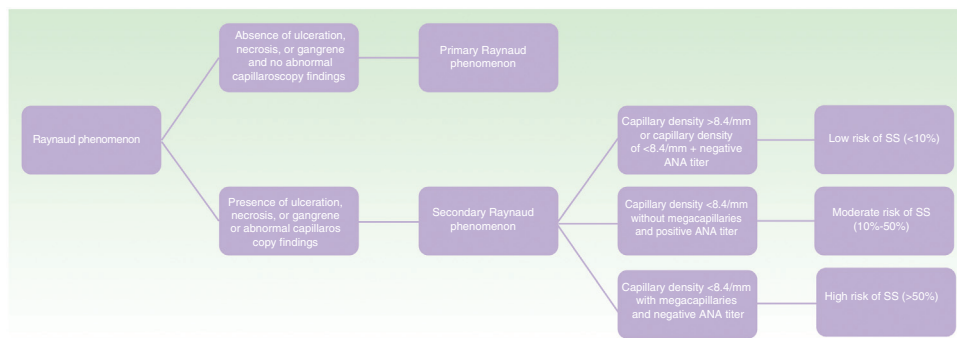 Raynaud phenomenon
Absence of ulceration,
necrosis, or gangrene
and no abnormal
capillaroscopy findings
Primary Raynaud
phenomenon
Presence of ulceration,
necrosis, or gangrene
or abnormal capillaros
copy findings
Secondary Raynaud
phenomenon
Capillary density >8.4/mm
or capillary density
of <8.4/mm + negative
ANA titer
Low risk of SS (<10%)
Capillary density <8.4/mm
without megacapillaries
and positive ANA titer
Moderate risk of SS
(10%-50%)
Capillary density <8.4/mm
with megacapillaries
and negative ANA titer
High risk of SS (>50%)